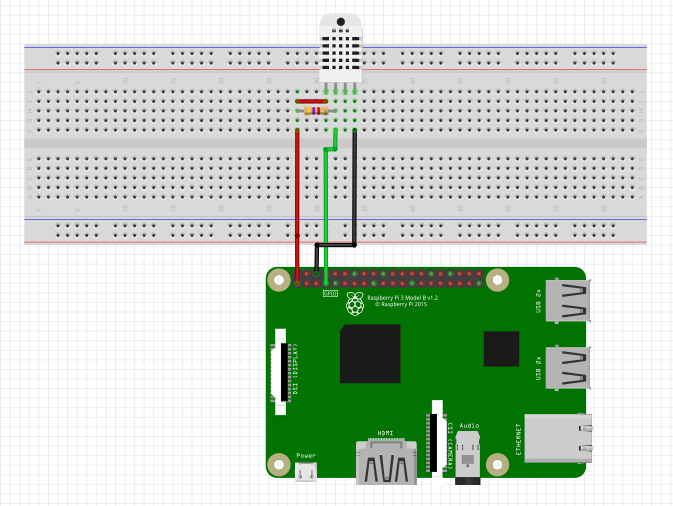 GPIO
Raspberry Pi 3 Model B v1.2
© Raspberry Pi 2015
USB 2x
DSI (DISPLAY)
USB 2x
HDMI
CSI (CAMERA)
Audio
ETHERNET
Power